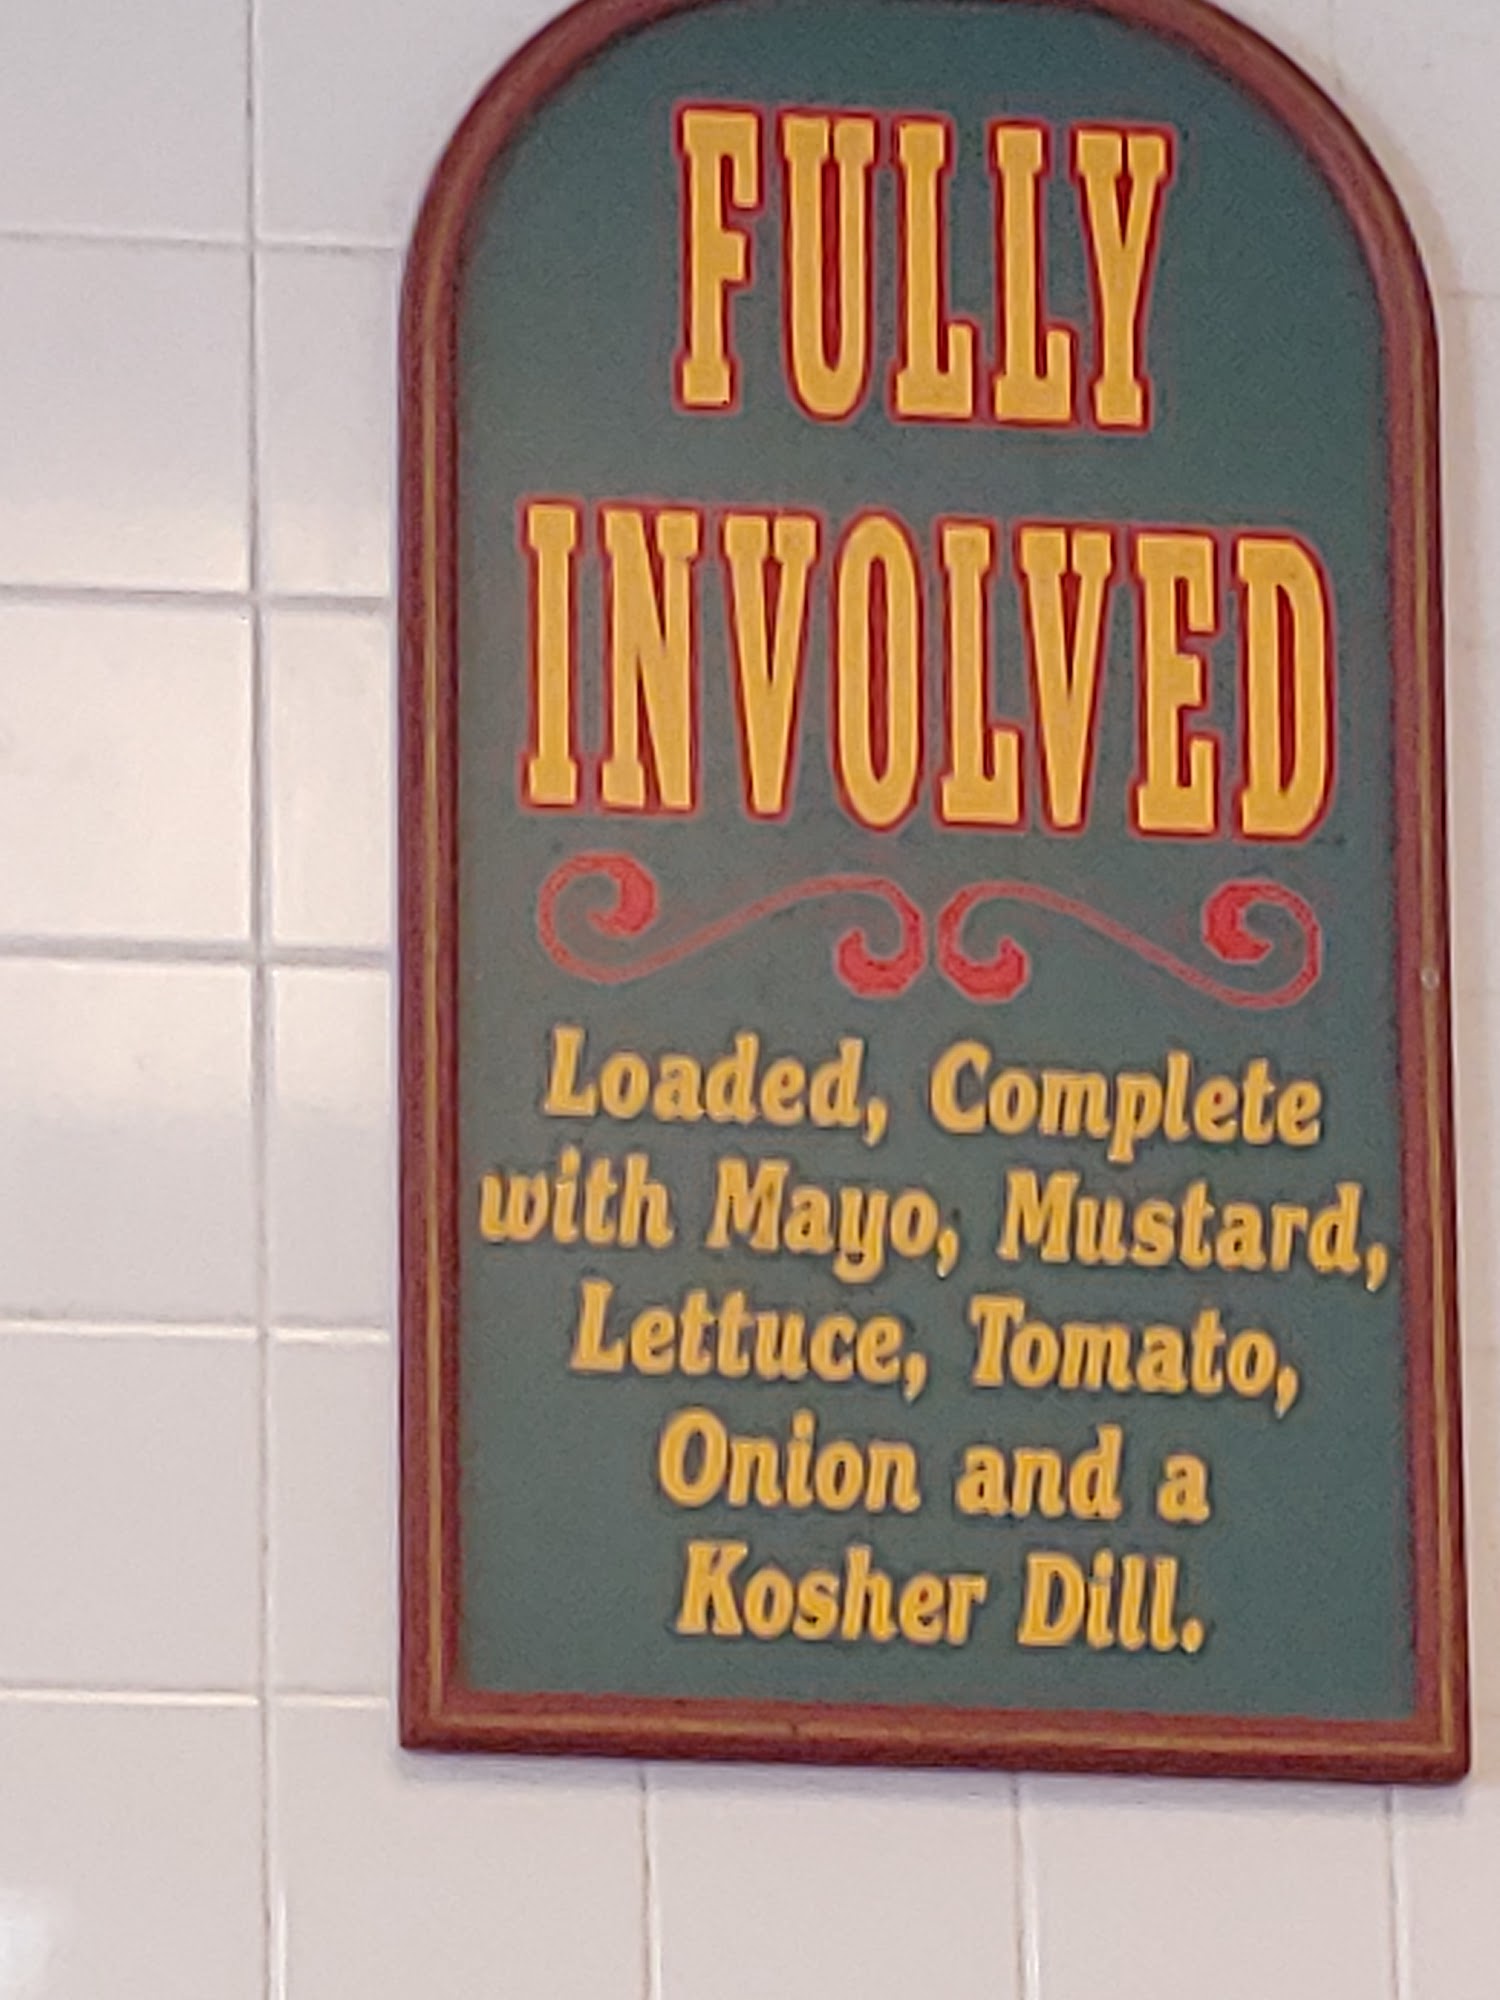 FULLY
INVOLVED
Loaded, Complete
with Mayo, Mustard,
Lettuce, Tomato,
Onion and a
Kosher Dill.